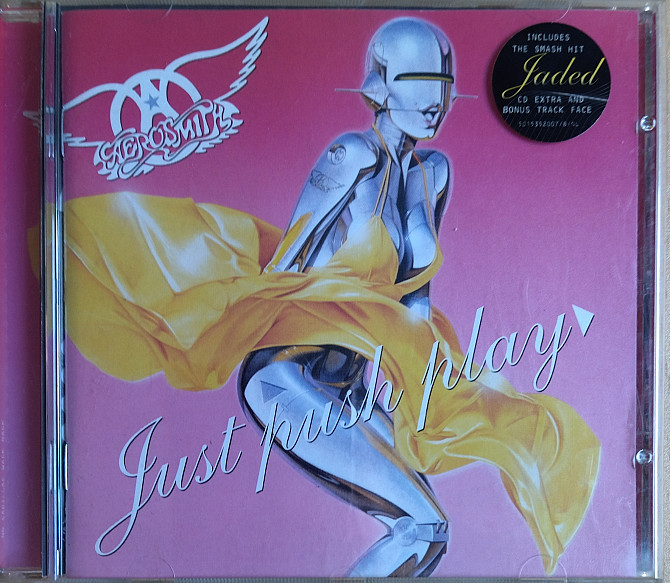 AEROSMITH
INCLUDES
THE SMASH HIT
Jaded
CD EXTRA AND
BONUS TRACK FACE
Just push play